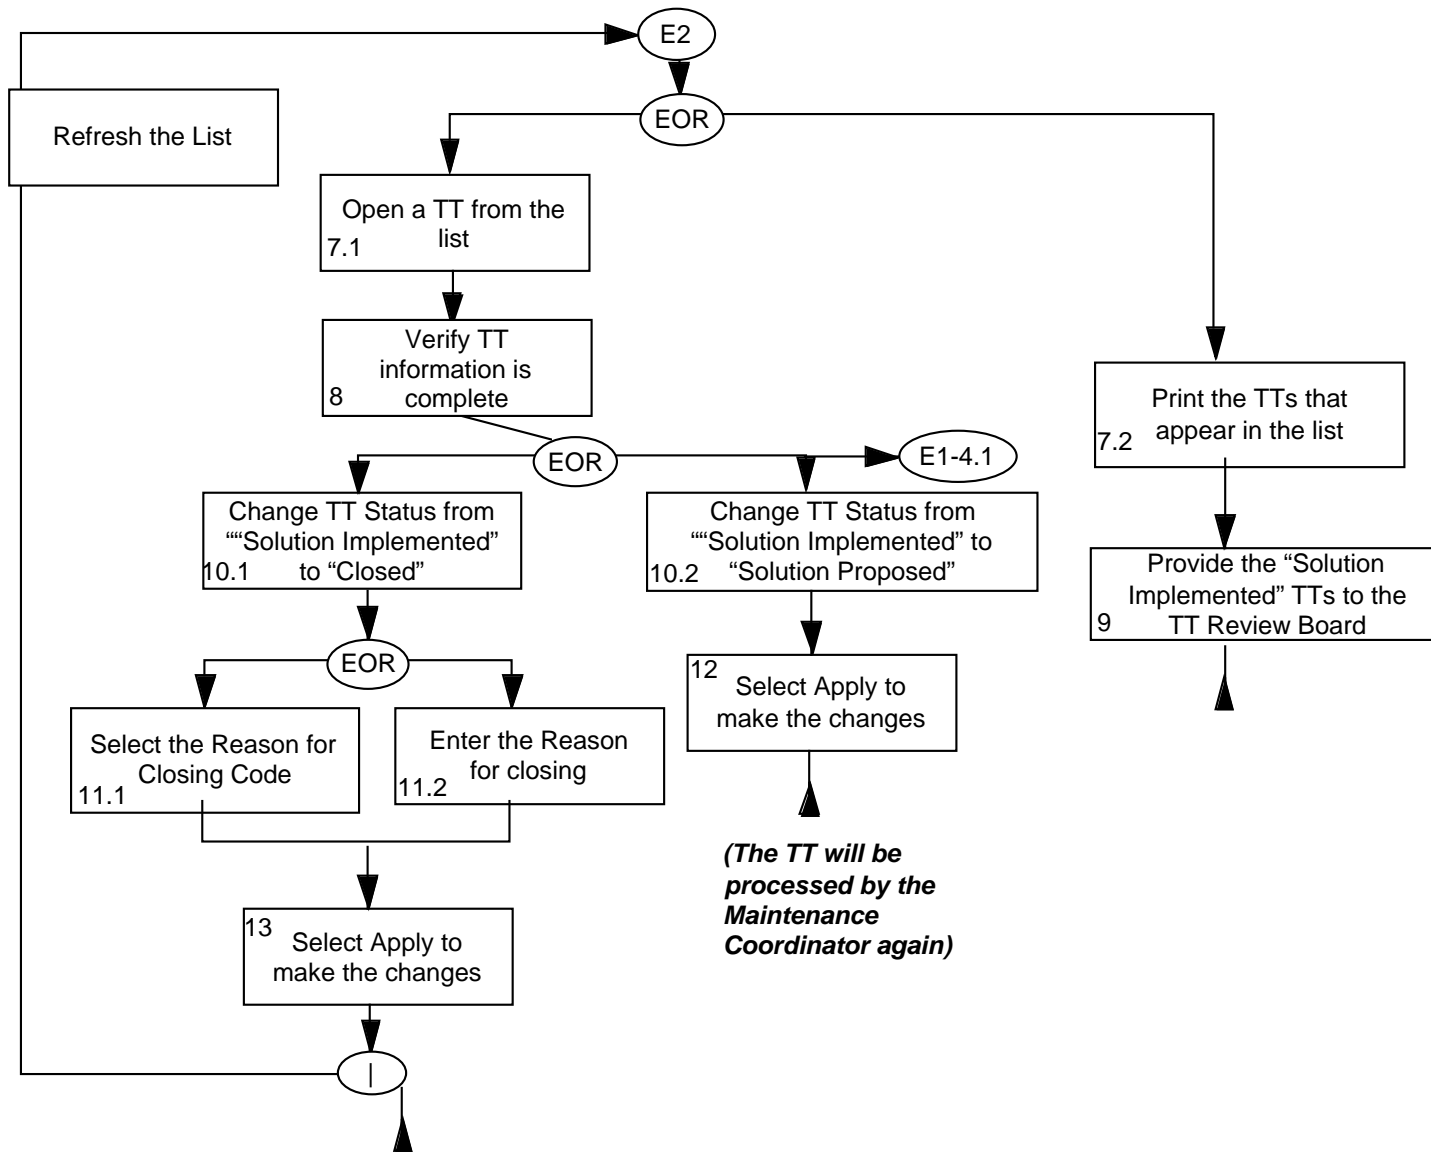 E2
EOR
Refresh the List
Open a TT from the
list
7.1
Verify TT
information is
complete
8
Print the TTs that
appear in the list
7.2
EOR
E1-4.1
Change TT Status from
““Solution Implemented”
to “Closed”
10.1
Change TT Status from
““Solution Implemented” to
“Solution Proposed”
10.2
Provide the “Solution
Implemented” TTs to the
TT Review Board
9
EOR
12
Select Apply to
make the changes
Select the Reason for
Closing Code
11.1
Enter the Reason
for closing
11.2
(The TT will be
processed by the
Maintenance
Coordinator again)
13
Select Apply to
make the changes
|